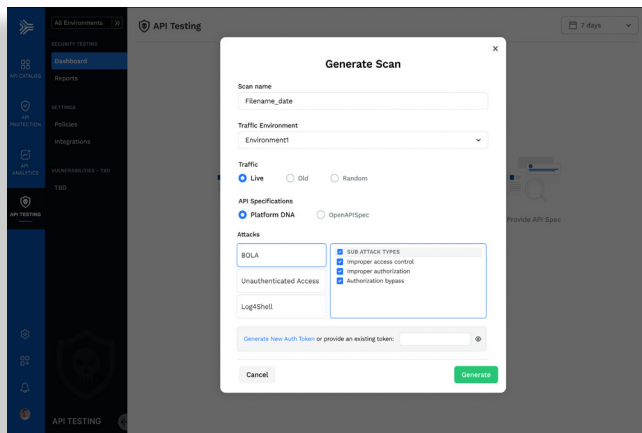 All Environments
API Testing
7 days
SECURITY TESTING
Dashboard
Reports
API CATALOG
SETTINGS
API
PROTECTION
Policies
Integrations
API
ANALYTICS
VULNERABILITIES - TBD
TBD
API TESTING
API TESTING
Generate Scan
Scan name
Filename_date
Traffic Environment
Environment1
Traffic
Live
Old
Random
API Specifications
Platform DNA
OpenAPISpec
Attacks
BOLA
Unauthenticated Access
Log4Shell
SUB ATTACK TYPES
Improper access control
Improper authorization
Authorization bypass
Generate New Auth Token or provide an existing token:
Cancel
Generate
Provide API Spec